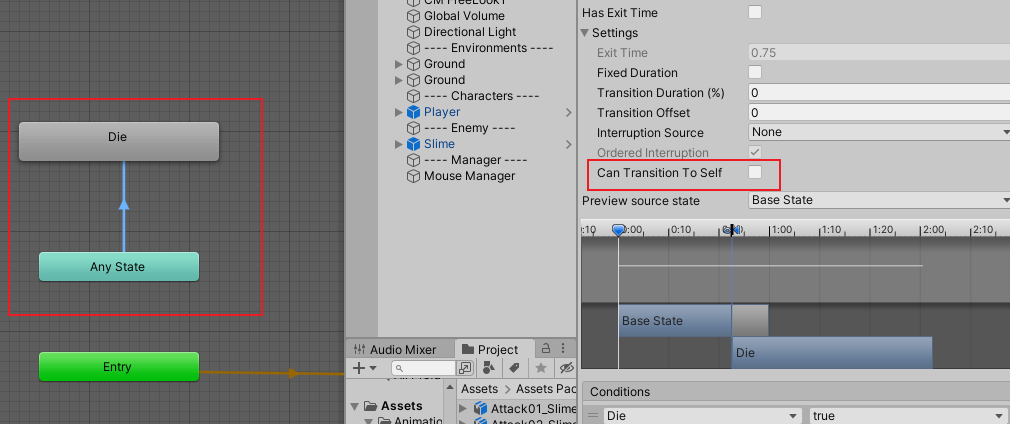 Die
Any State
Entry
CM FreeLook1
Global Volume
Directional Light
---- Environments ----
Ground
Ground
---- Characters ----
Player
---- Enemy ----
Slime
---- Manager ----
Mouse Manager
Audio Mixer
Project
Assets
Assets > Assets Pac
Attack01_Slime
Has Exit Time
Settings
Exit Time
0.75
Fixed Duration
Transition Duration (%)
0
Transition Offset
0
Interruption Source
None
Ordered Interruption
Can Transition To Self
Preview source state
Base State
0:00
0:10
1:00
1:10
1:20
2:00
2:10
Base State
Die
Conditions
Die
true